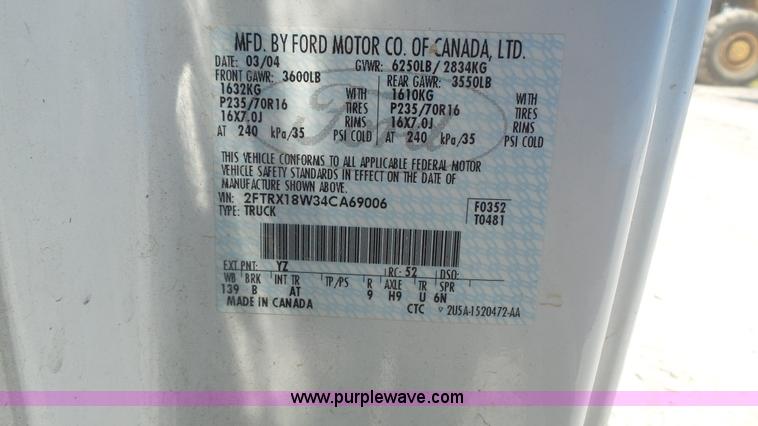 MFD. BY FORD MOTOR CO. OF CANADA, LTD.
DATE: 03/04 GVWR: 6250LB/2834KG
FRONT GAWR: 3600LB REAR GAWR: 3550LB
1632KG WITH 1610KG WITH
P235/70R16 TIRES P235/70R16 TIRES
16X7.0J RIMS 16X7.0J RIMS
AT 240 kPa/35 PSI COLD AT 240 kPa/35 PSI COLD
Ford
THIS VEHICLE CONFORMS TO ALL APPLICABLE FEDERAL MOTOR
VEHICLE SAFETY STANDARDS IN EFFECT ON THE DATE OF
MANUFACTURE SHOWN ABOVE.
VIN: 2FTRX18W34CA69006 F0352
TYPE: TRUCK T0481
EXT PNT: YZ RC: 52 DSO:
WB BRK INT TR TP/PS R AXLE TR SPR
139 B AT 9 H9 U 6N
MADE IN CANADA CTC 2U5A-1520472-AA
www.purplewave.com